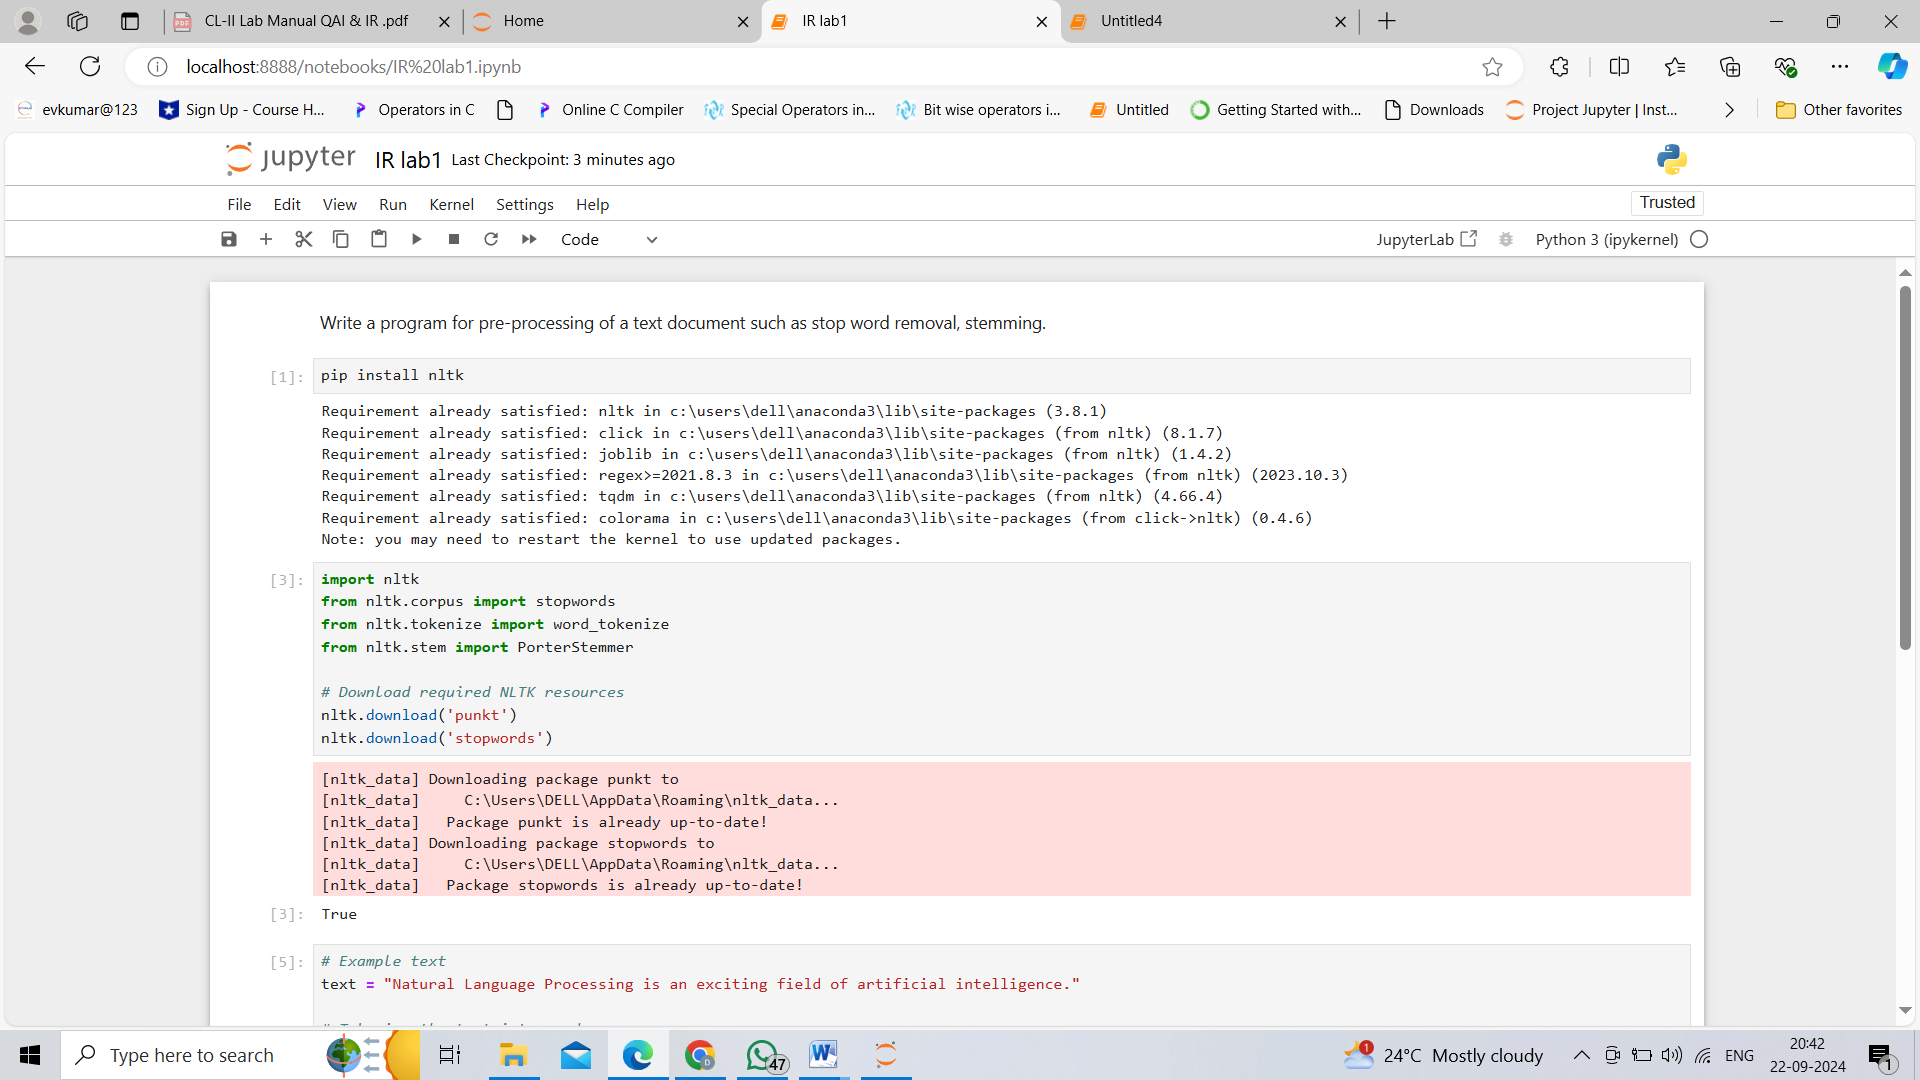 CL-II Lab Manual QAI & IR .pdf
Home
IR lab1
Untitled4
localhost:8888/notebooks/IR%20lab1.ipynb
evkumar@123
Sign Up - Course H...
Operators in C
Online C Compiler
Special Operators in...
Bit wise operators i...
Untitled
Getting Started with...
Downloads
Project Jupyter | Inst...
Other favorites
jupyter IR lab1 Last Checkpoint: 3 minutes ago
File Edit View Run Kernel Settings Help
Trusted
Code
JupyterLab
Python 3 (ipykernel)
Write a program for pre-processing of a text document such as stop word removal, stemming.
[1]: pip install nltk
Requirement already satisfied: nltk in c:\users\dell\anaconda3\lib\site-packages (3.8.1)
Requirement already satisfied: click in c:\users\dell\anaconda3\lib\site-packages (from nltk) (8.1.7)
Requirement already satisfied: joblib in c:\users\dell\anaconda3\lib\site-packages (from nltk) (1.4.2)
Requirement already satisfied: regex>=2021.8.3 in c:\users\dell\anaconda3\lib\site-packages (from nltk) (2023.10.3)
Requirement already satisfied: tqdm in c:\users\dell\anaconda3\lib\site-packages (from nltk) (4.66.4)
Requirement already satisfied: colorama in c:\users\dell\anaconda3\lib\site-packages (from click->nltk) (0.4.6)
Note: you may need to restart the kernel to use updated packages.
[3]: import nltk
from nltk.corpus import stopwords
from nltk.tokenize import word_tokenize
from nltk.stem import PorterStemmer
# Download required NLTK resources
nltk.download('punkt')
nltk.download('stopwords')
[nltk_data] Downloading package punkt to
[nltk_data]     C:\Users\DELL\AppData\Roaming\nltk_data...
[nltk_data]   Package punkt is already up-to-date!
[nltk_data] Downloading package stopwords to
[nltk_data]     C:\Users\DELL\AppData\Roaming\nltk_data...
[nltk_data]   Package stopwords is already up-to-date!
[3]: True
[5]: # Example text
text = "Natural Language Processing is an exciting field of artificial intelligence."
Type here to search
47
1
24°C Mostly cloudy
ENG
20:42
22-09-2024
1